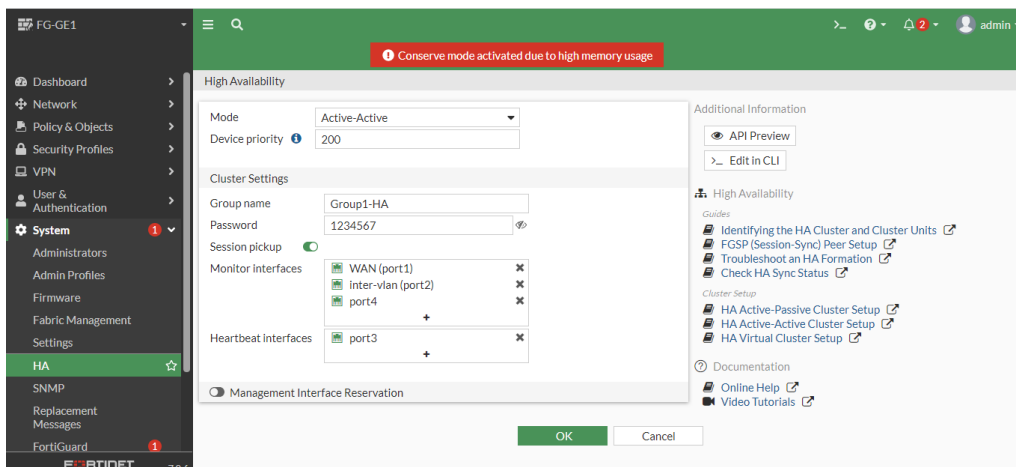 FG-GE1
>_
2
admin
Conserve mode activated due to high memory usage
Dashboard
Network
Policy & Objects
Security Profiles
VPN
User &
Authentication
System 1
Administrators
Admin Profiles
Firmware
Fabric Management
Settings
HA
SNMP
Replacement
Messages
FortiGuard 1
FORTINET
High Availability
Mode Active-Active
Device priority 200
Cluster Settings
Group name Group1-HA
Password 1234567
Session pickup
Monitor interfaces WAN (port1)
inter-vlan (port2)
port4
+
Heartbeat interfaces port3
+
Management Interface Reservation
OK Cancel
Additional Information
API Preview
>_ Edit in CLI
High Availability
Guides
Identifying the HA Cluster and Cluster Units
FGSP (Session-Sync) Peer Setup
Troubleshoot an HA Formation
Check HA Sync Status
Cluster Setup
HA Active-Passive Cluster Setup
HA Active-Active Cluster Setup
HA Virtual Cluster Setup
Documentation
Online Help
Video Tutorials